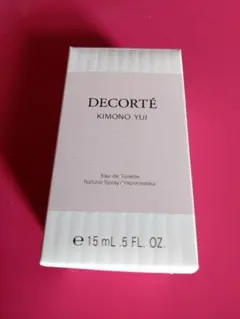 DECORTÉ
KIMONO YUI
Eau de Toilette
Natural Spray / Vaporisateur
℮ 15 mL .5 FL. OZ.